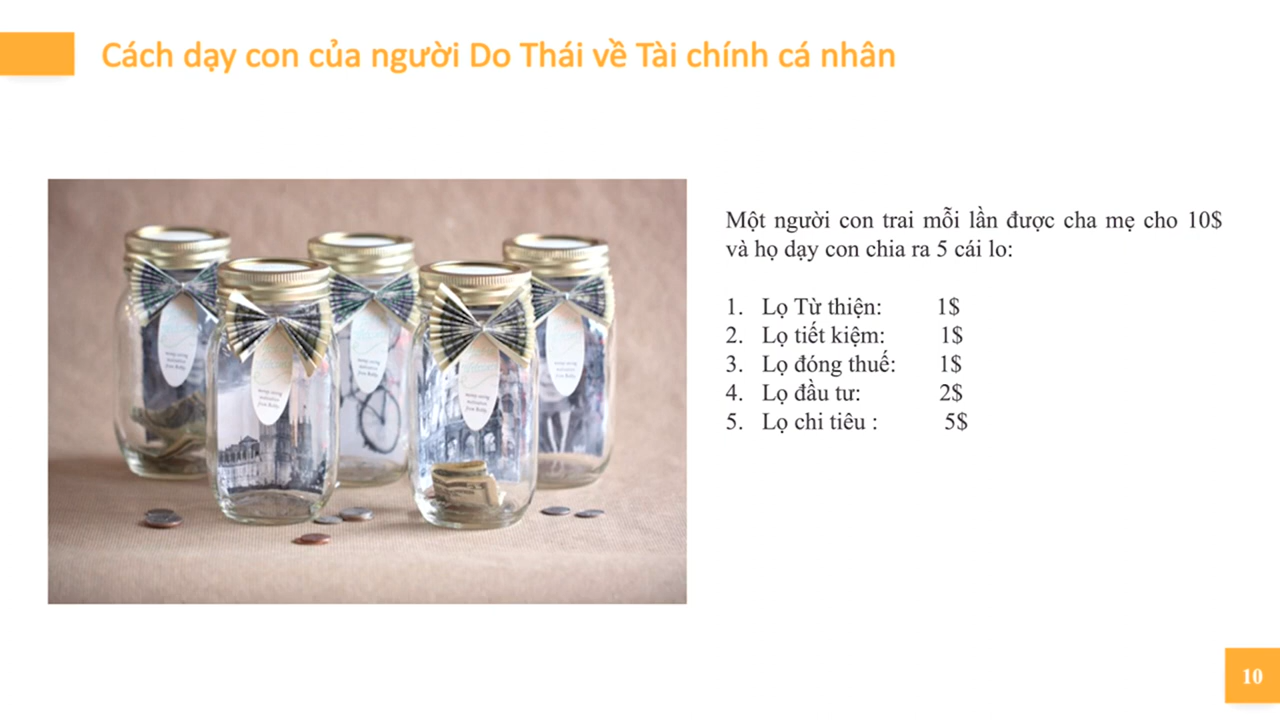 Cách dạy con của người Do Thái về Tài chính cá nhân
Một người con trai mỗi lần được cha mẹ cho 10$
và họ dạy con chia ra 5 cái lo:
1. Lọ Từ thiện: 1$
2. Lọ tiết kiệm: 1$
3. Lọ đóng thuế: 1$
4. Lọ đầu tư: 2$
5. Lọ chi tiêu : 5$
10